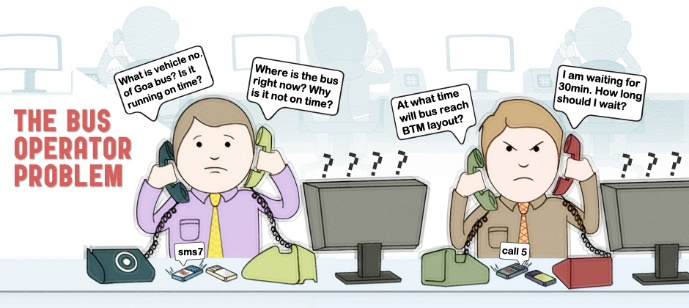 THE BUS
OPERATOR
PROBLEM
What is vehicle no.
of Goa bus? Is it
running on time?
Where is the bus
right now? Why
is it not on time?
At what time
will bus reach
BTM layout?
I am waiting for
30min. How long
should I wait?
? ? ? ?
? ? ? ?
sms7
call 5